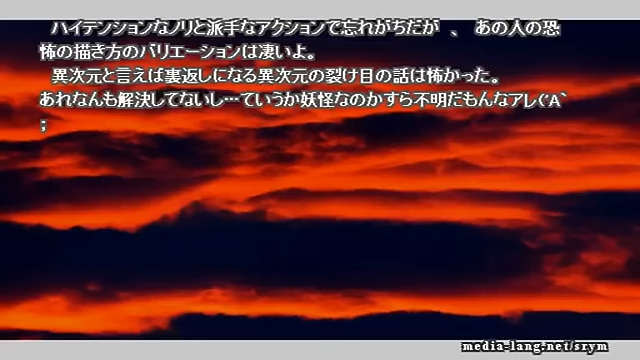 ハイテンションなノリと派手なアクションで忘れがちだが 、 あの人の恐
怖の描き方のバリエーションは凄いよ。
異次元と言えば裏返しになる異次元の裂け目の話は怖かった。
あれなんも解決してないし…ていうか妖怪なのかすら不明だもんなアレ('A`
;
media-lang.net/srym